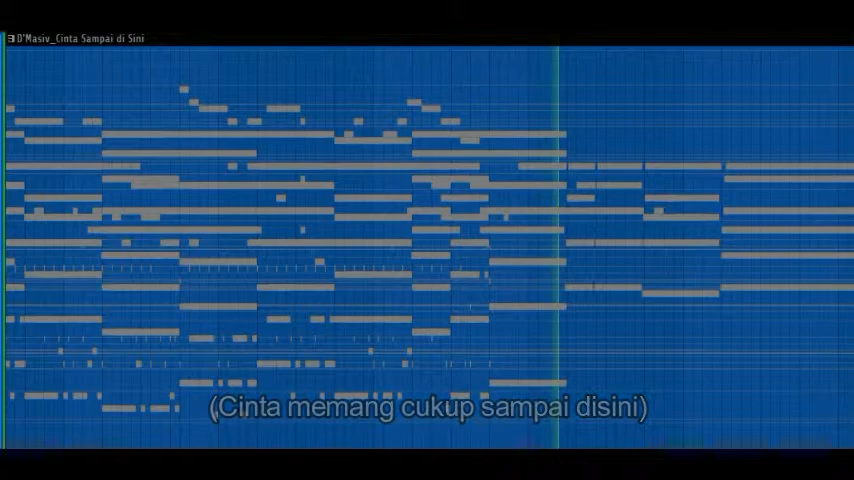 D'Masiv_Cinta Sampai di Sini
(Cinta memang cukup sampai disini)